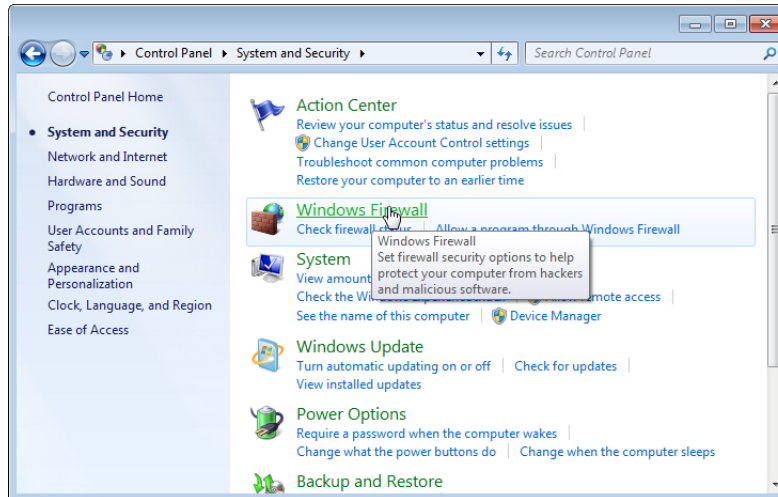 Control Panel System and Security Search Control Panel
Control Panel Home
System and Security
Network and Internet
Hardware and Sound
Programs
User Accounts and Family
Safety
Appearance and
Personalization
Clock, Language, and Region
Ease of Access
Action Center
Review your computer's status and resolve issues
Change User Account Control settings
Troubleshoot common computer problems
Restore your computer to an earlier time
Windows Firewall
Check firewall status Allow a program through Windows Firewall
Windows Firewall
Set firewall security options to help
protect your computer from hackers
and malicious software.
System
View amount
Check the remote access
See the name of this computer Device Manager
Windows Update
Turn automatic updating on or off Check for updates
View installed updates
Power Options
Require a password when the computer wakes
Change what the power buttons do Change when the computer sleeps
Backup and Restore